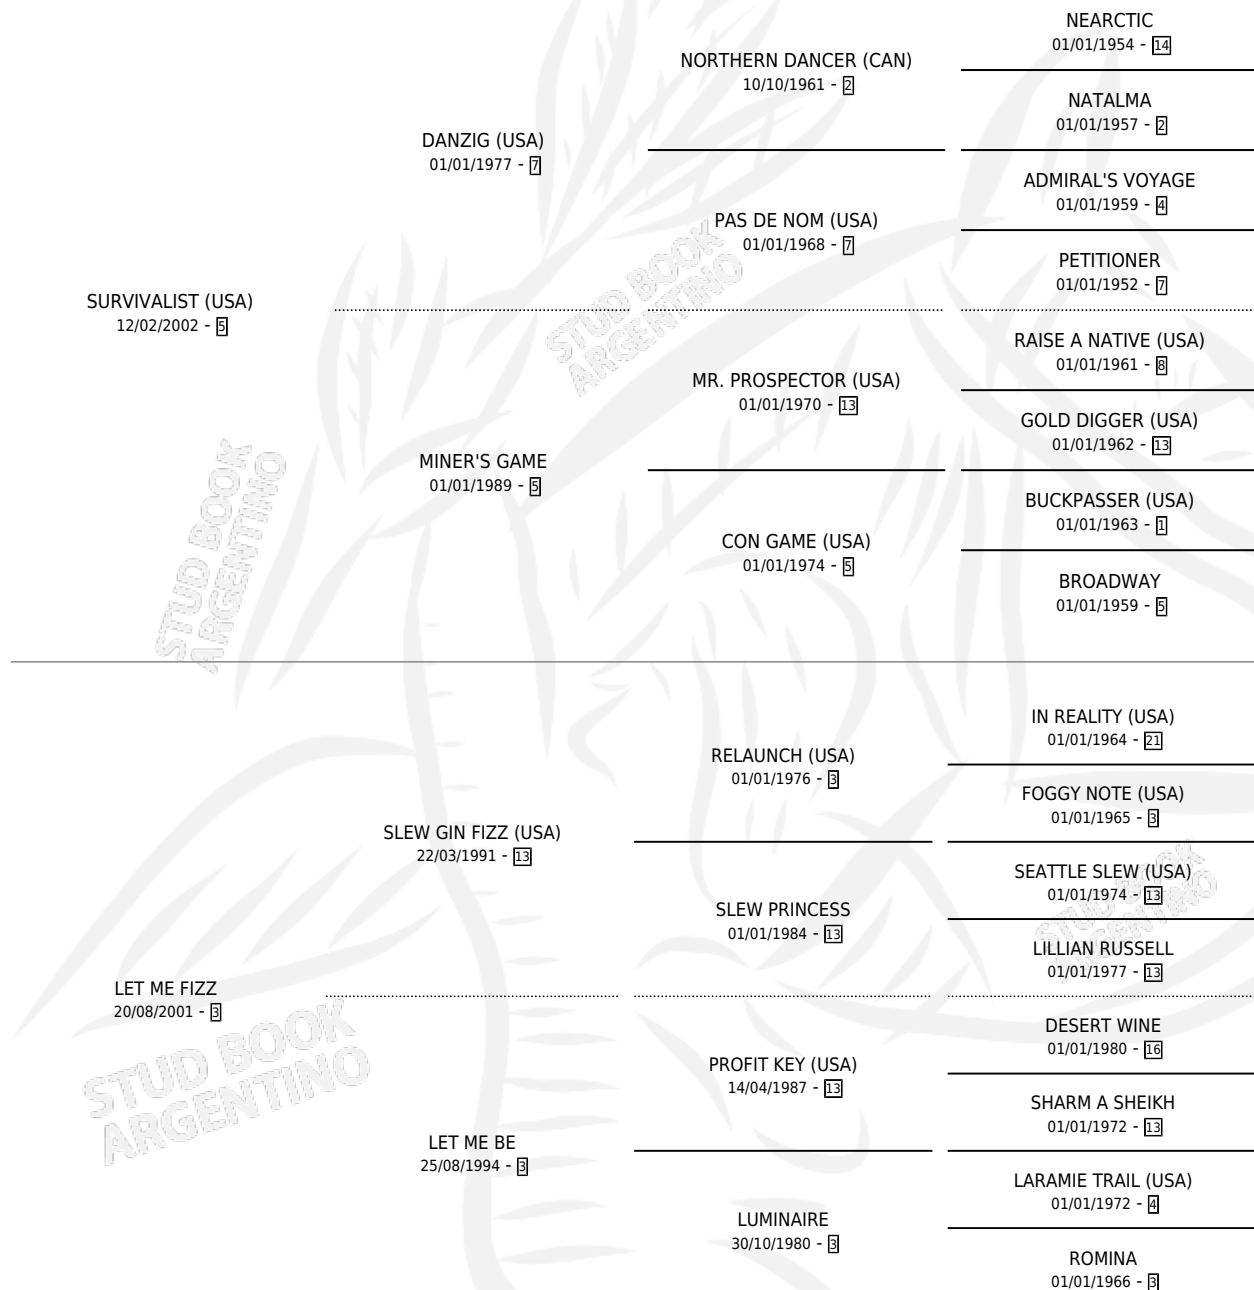 NEARCTIC
01/01/1954 - 14
NORTHERN DANCER (CAN)
10/10/1961 - 2
NATALMA
01/01/1957 - 2
DANZIG (USA)
01/01/1977 - 7
ADMIRAL'S VOYAGE
01/01/1959 - 4
PAS DE NOM (USA)
01/01/1968 - 7
PETITIONER
01/01/1952 - 7
SURVIVALIST (USA)
12/02/2002 - 5
RAISE A NATIVE (USA)
01/01/1961 - 8
MR. PROSPECTOR (USA)
01/01/1970 - 13
GOLD DIGGER (USA)
01/01/1962 - 13
MINER'S GAME
01/01/1989 - 5
BUCKPASSER (USA)
01/01/1963 - 1
CON GAME (USA)
01/01/1974 - 5
BROADWAY
01/01/1959 - 5
IN REALITY (USA)
01/01/1964 - 21
RELAUNCH (USA)
01/01/1976 - 3
FOGGY NOTE (USA)
01/01/1965 - 3
SLEW GIN FIZZ (USA)
22/03/1991 - 13
SEATTLE SLEW (USA)
01/01/1974 - 13
SLEW PRINCESS
01/01/1984 - 13
LILLIAN RUSSELL
01/01/1977 - 13
LET ME FIZZ
20/08/2001 - 3
DESERT WINE
01/01/1980 - 16
PROFIT KEY (USA)
14/04/1987 - 13
SHARM A SHEIKH
01/01/1972 - 13
LET ME BE
25/08/1994 - 3
LARAMIE TRAIL (USA)
01/01/1972 - 4
LUMINAIRE
30/10/1980 - 3
ROMINA
01/01/1966 - 3
STUD BOOK
ARGENTINO
STUD BOOK
ARGENTINO
STUD BOOK
ARGENTINO
STUD BOOK
ARGENTINO